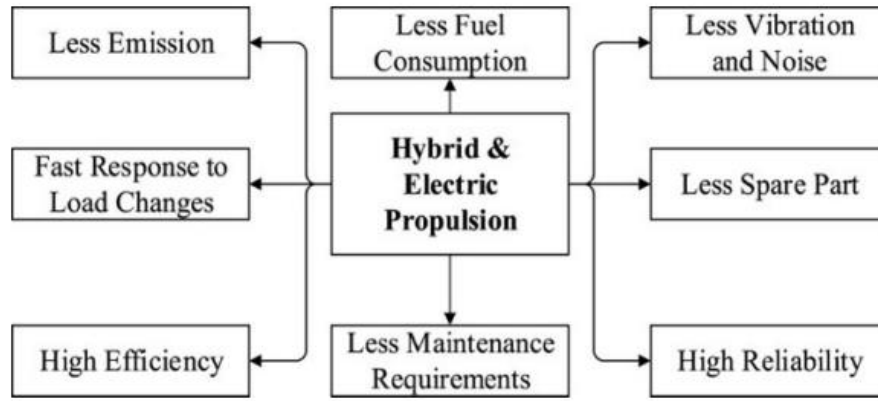 Less Emission
Less Fuel
Consumption
Less Vibration
and Noise
Fast Response to
Load Changes
Hybrid &
Electric
Propulsion
Less Spare Part
High Efficiency
Less Maintenance
Requirements
High Reliability